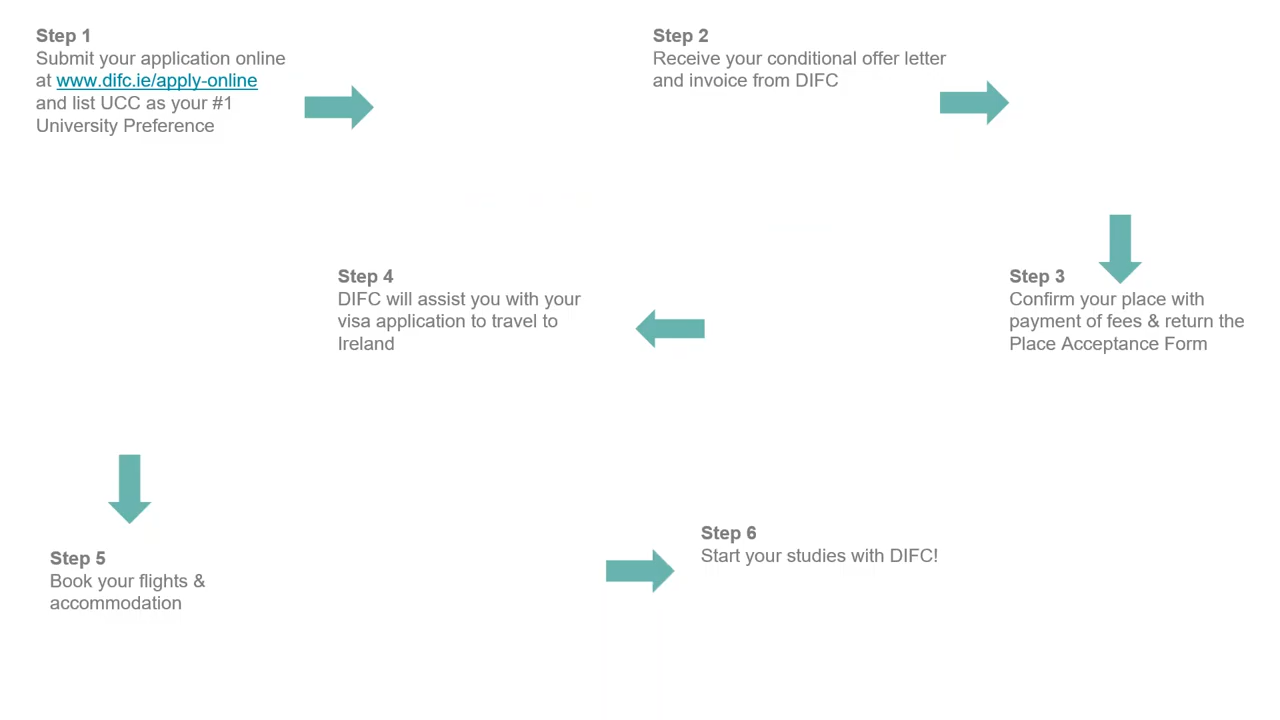 Step 1
Submit your application online
at www.difc.ie/apply-online
and list UCC as your #1
University Preference
Step 2
Receive your conditional offer letter
and invoice from DIFC
Step 3
Confirm your place with
payment of fees & return the
Place Acceptance Form
Step 4
DIFC will assist you with your
visa application to travel to
Ireland
Step 5
Book your flights &
accommodation
Step 6
Start your studies with DIFC!